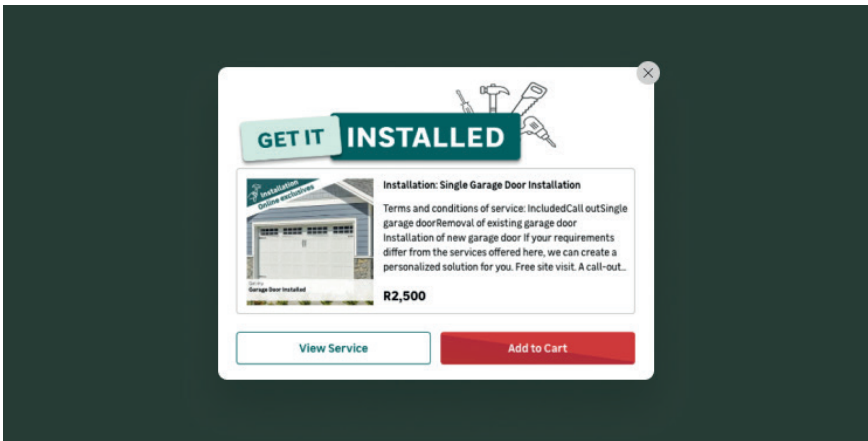 GET IT INSTALLED
Installation
Online exclusives
Get Any
Garage Door Installed
Installation: Single Garage Door Installation
Terms and conditions of service: IncludedCall outSingle
garage doorRemoval of existing garage door
Installation of new garage door If your requirements
differ from the services offered here, we can create a
personalized solution for you. Free site visit. A call-out...
R2,500
View Service
Add to Cart